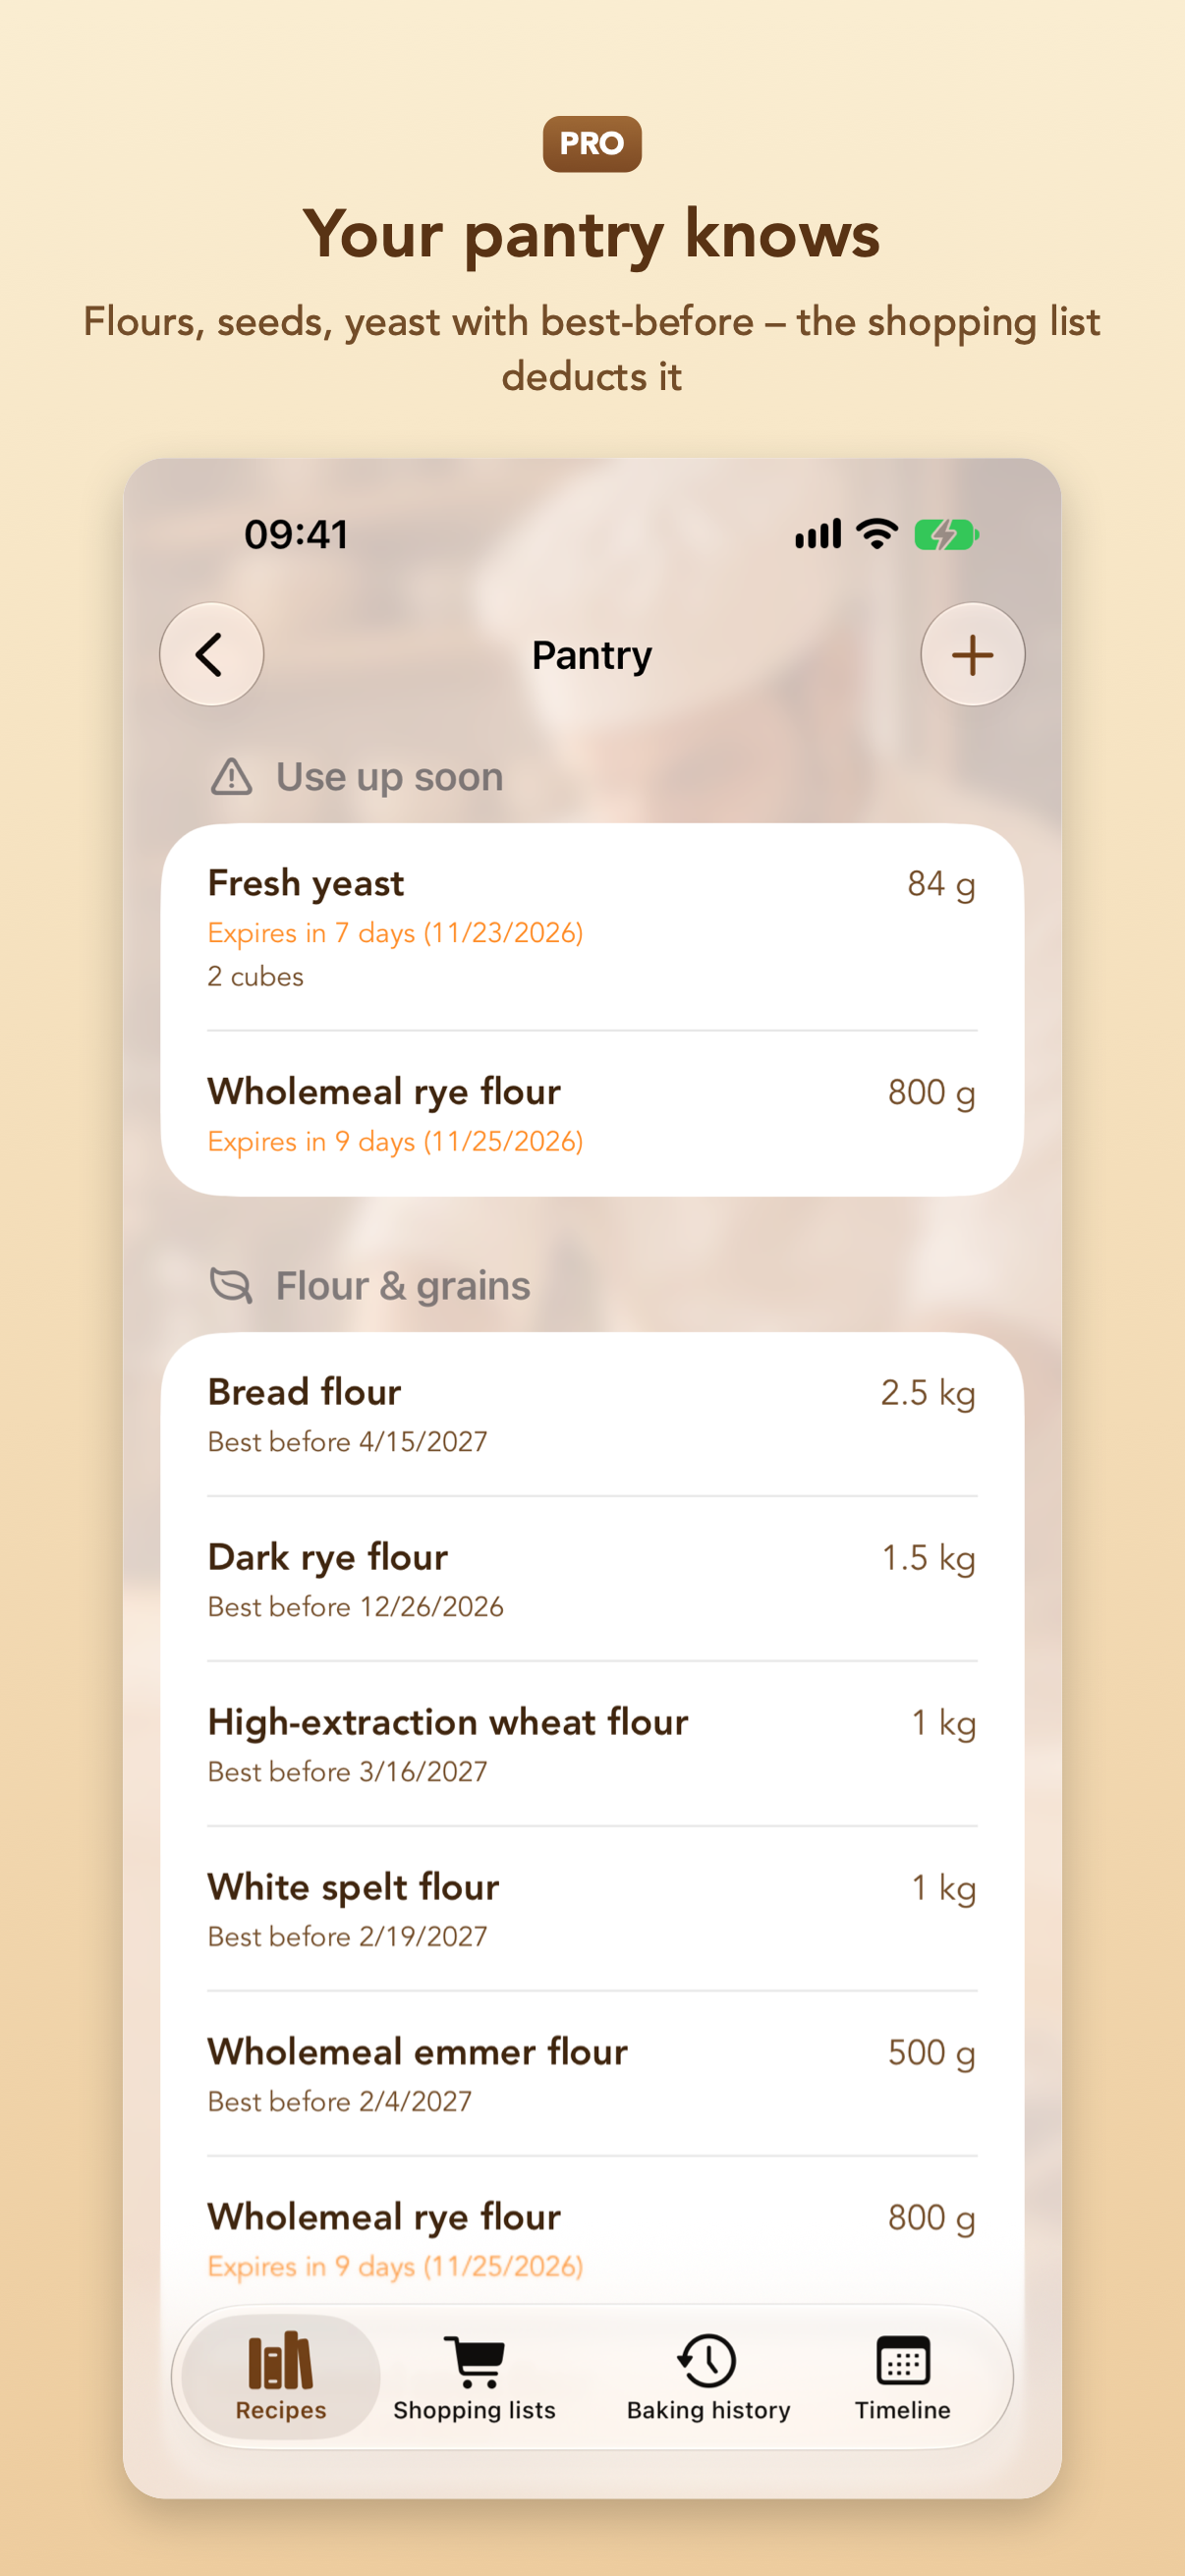 PRO
Your pantry knows
Flours, seeds, yeast with best-before – the shopping list
deducts it
09:41
Pantry
Use up soon
Fresh yeast 84 g
Expires in 7 days (11/23/2026)
2 cubes
Wholemeal rye flour 800 g
Expires in 9 days (11/25/2026)
Flour & grains
Bread flour 2.5 kg
Best before 4/15/2027
Dark rye flour 1.5 kg
Best before 12/26/2026
High-extraction wheat flour 1 kg
Best before 3/16/2027
White spelt flour 1 kg
Best before 2/19/2027
Wholemeal emmer flour 500 g
Best before 2/4/2027
Wholemeal rye flour 800 g
Expires in 9 days (11/25/2026)
Recipes Shopping lists Baking history Timeline